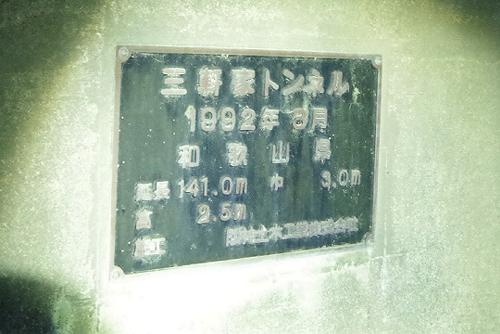 三軒家トンネル
1992年3月
和歌山県
延長 141.0m 巾 3.0m
高 2.5m
施工